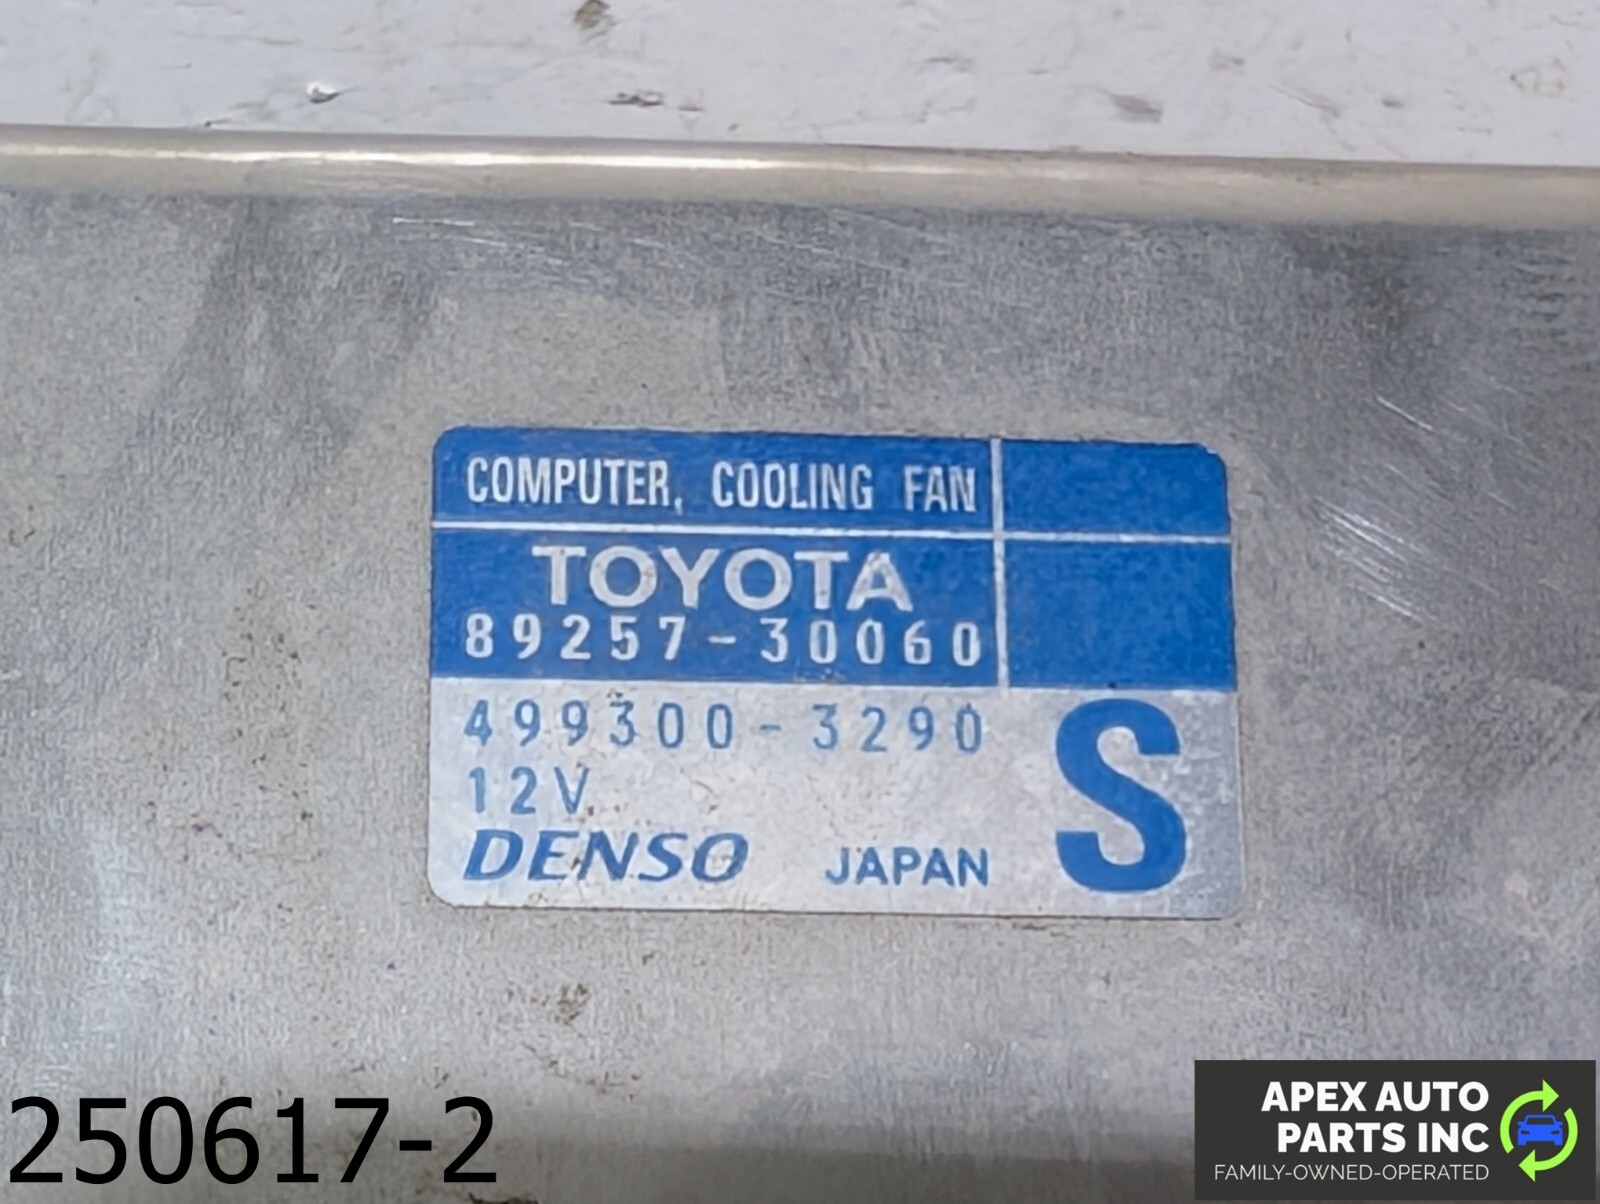 COMPUTER, COOLING FAN
TOYOTA
89257-30060
499300-3290
12V
DENSO JAPAN
S
250617-2
APEX AUTO
PARTS INC
FAMILY-OWNED-OPERATED